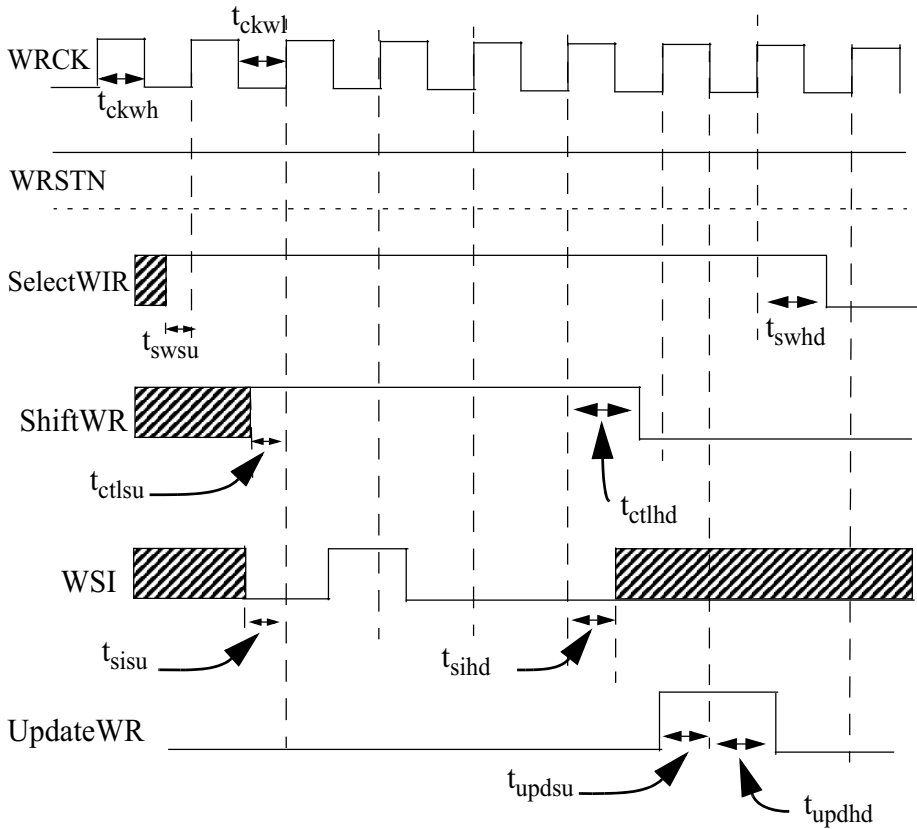 t_ckwl
WRCK
t_ckwh
WRSTN
SelectWIR
t_swsu
t_swhd
ShiftWR
t_ctlsu
t_ctlhd
WSI
t_sisu
t_sihd
UpdateWR
t_updsu
t_updhd